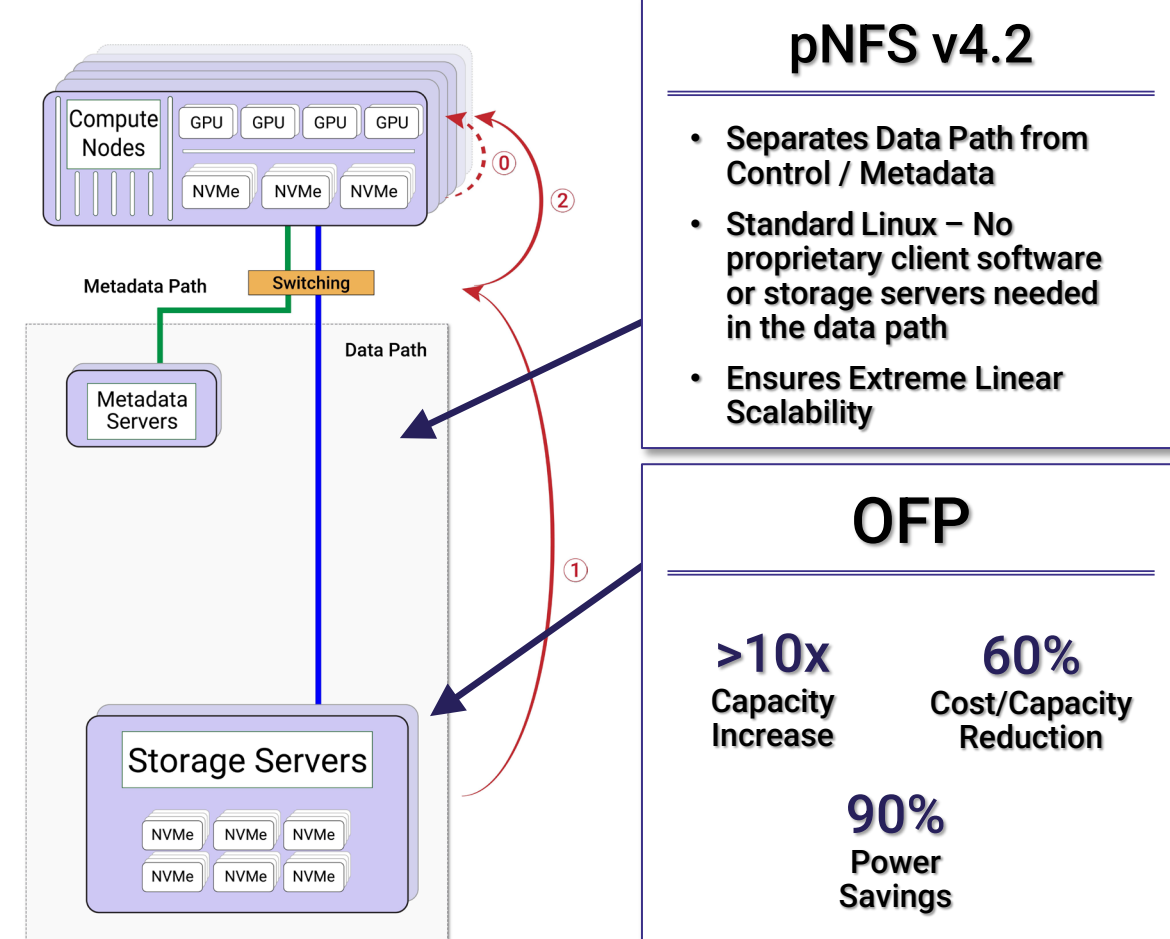 Compute
Nodes
GPU GPU GPU GPU
NVMe NVMe NVMe
⓪
②
Metadata Path
Switching
Data Path
Metadata
Servers
①
Storage Servers
NVMe NVMe NVMe
NVMe NVMe NVMe
pNFS v4.2
• Separates Data Path from
Control / Metadata
• Standard Linux – No
proprietary client software
or storage servers needed
in the data path
• Ensures Extreme Linear
Scalability
OFP
>10x
Capacity
Increase
60%
Cost/Capacity
Reduction
90%
Power
Savings